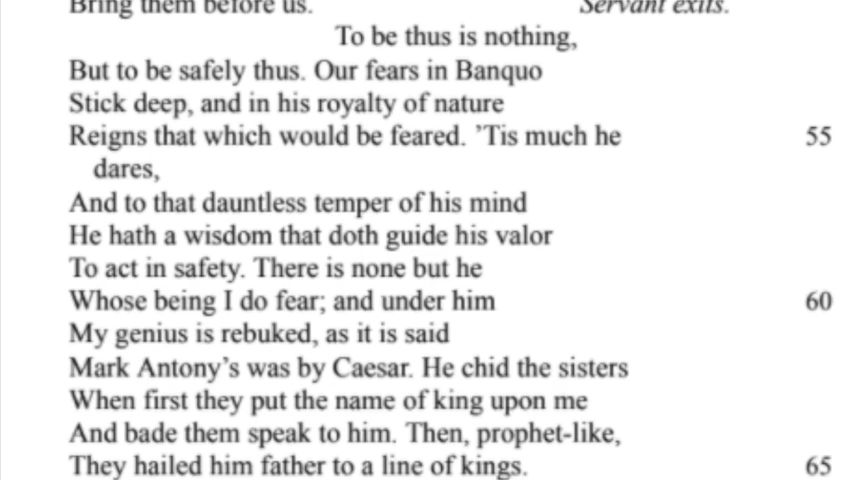 Bring them before us. Servant exits.
To be thus is nothing,
But to be safely thus. Our fears in Banquo
Stick deep, and in his royalty of nature
Reigns that which would be feared. ’Tis much he 55
dares,
And to that dauntless temper of his mind
He hath a wisdom that doth guide his valor
To act in safety. There is none but he
Whose being I do fear; and under him 60
My genius is rebuked, as it is said
Mark Antony’s was by Caesar. He chid the sisters
When first they put the name of king upon me
And bade them speak to him. Then, prophet-like,
They hailed him father to a line of kings. 65